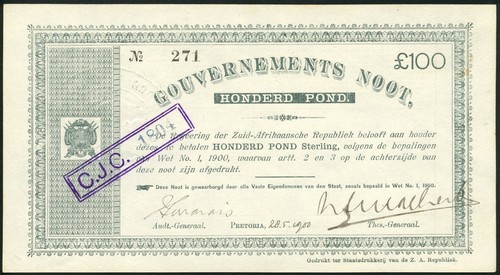 № 271
£100
GOUVERNEMENTS NOOT,
HONDERD POND.
De Regeering der Zuid-Afrikaansche Republiek belooft aan houder
dezes te betalen HONDERD POND Sterling, volgens de bepalingen
van Wet No. 1, 1900, waarvan artt. 2 en 3 op de achterzijde van
deze noot zijn afgedrukt.
C.J.C. 1804
Deze Noot is gewaarborgd door alle Vaste Eigendommen van den Staat, zooals bepaald in Wet No. 1, 1900.
Audt.-Generaal. PRETORIA, 28.5.1900 Thes.-Generaal.
Gedrukt ter Staatsdrukkerij van de Z. A. Republiek.